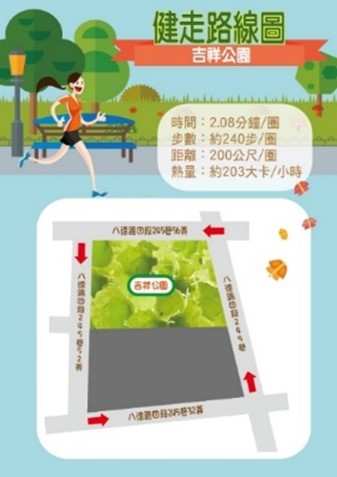 健走路線圖
吉祥公園
時間：2.08分鐘/圈
步數：約240步/圈
距離：200公尺/圈
熱量：約203大卡/小時
八德路四段245巷56弄
八德路四段245巷52弄
吉祥公園
八德路四段245巷
八德路四段245巷32弄